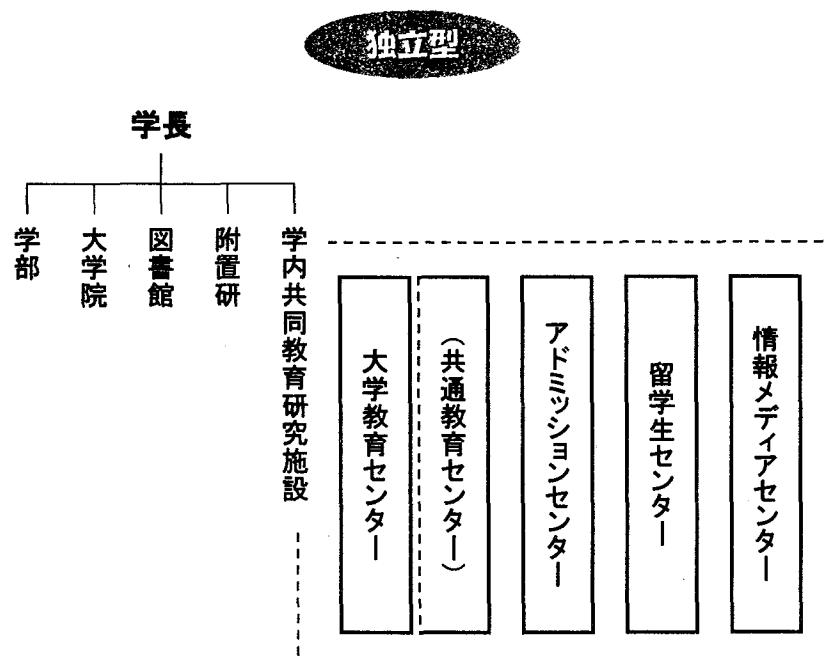 独立型
学長
学部
大学院
図書館
附置研
学内共同教育研究施設
大学教育センター
（共通教育センター）
アドミッションセンター
留学生センター
情報メディアセンター